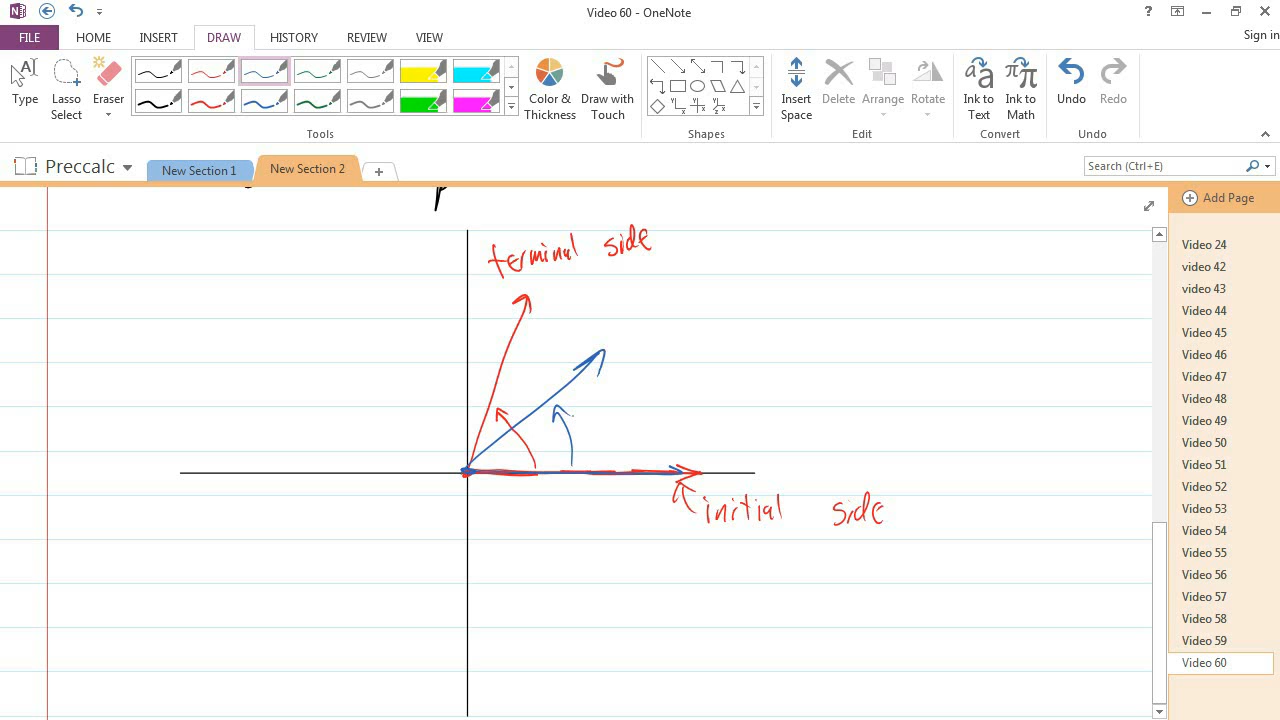 Video 60 - OneNote
Sign in
FILE HOME INSERT DRAW HISTORY REVIEW VIEW
Type
Lasso Select
Eraser
Color & Thickness
Draw with Touch
Insert Space
Delete
Arrange
Rotate
Ink to Text
Ink to Math
Undo
Redo
Tools
Shapes
Edit
Convert
Undo
Preccalc
New Section 1
New Section 2
Search (Ctrl+E)
Add Page
terminal side
initial side
Video 24
video 42
video 43
Video 44
Video 45
Video 46
Video 47
Video 48
Video 49
Video 50
Video 51
Video 52
Video 53
Video 54
Video 55
Video 56
Video 57
Video 58
Video 59
Video 60